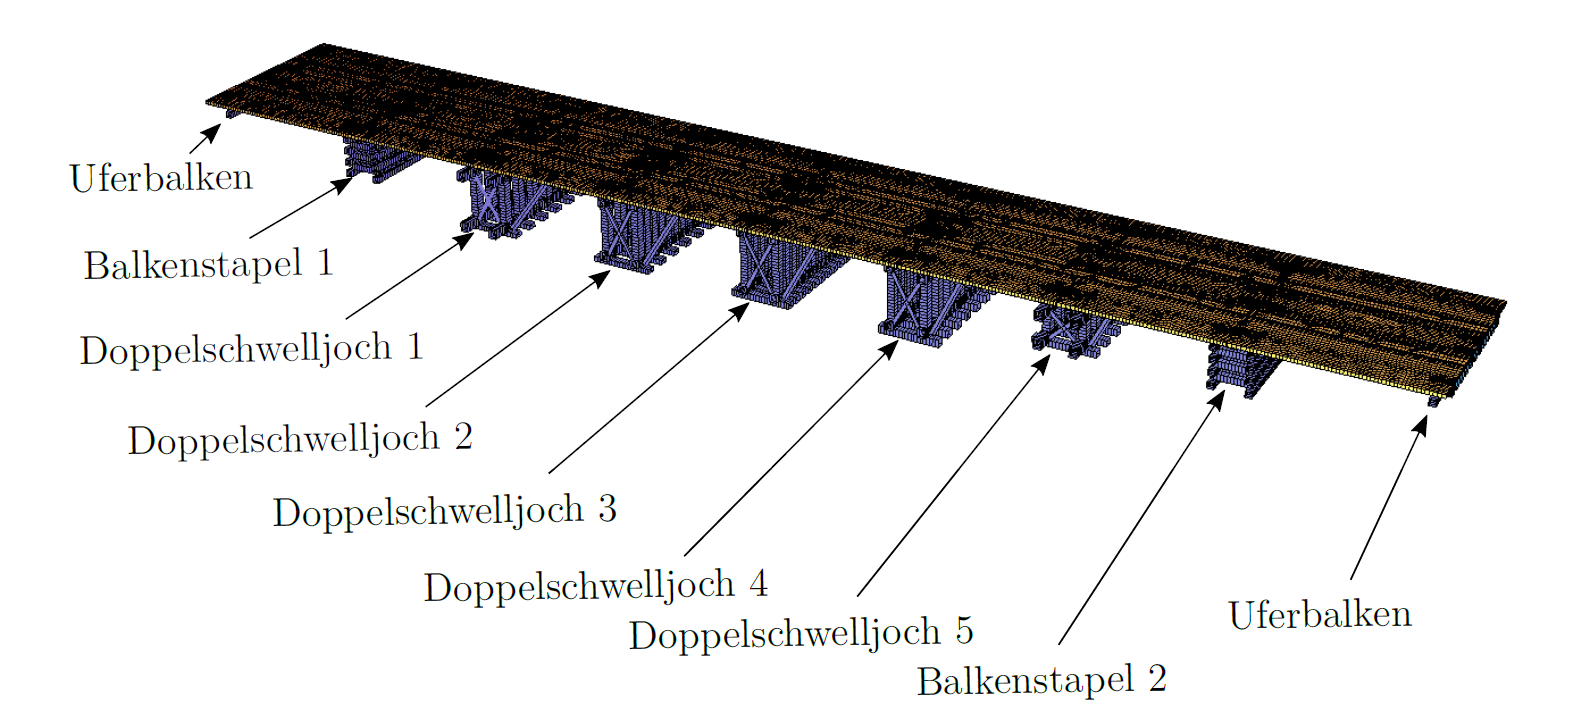 Uferbalken
Balkenstapel 1
Doppelschwelljoch 1
Doppelschwelljoch 2
Doppelschwelljoch 3
Doppelschwelljoch 4
Doppelschwelljoch 5
Balkenstapel 2
Uferbalken